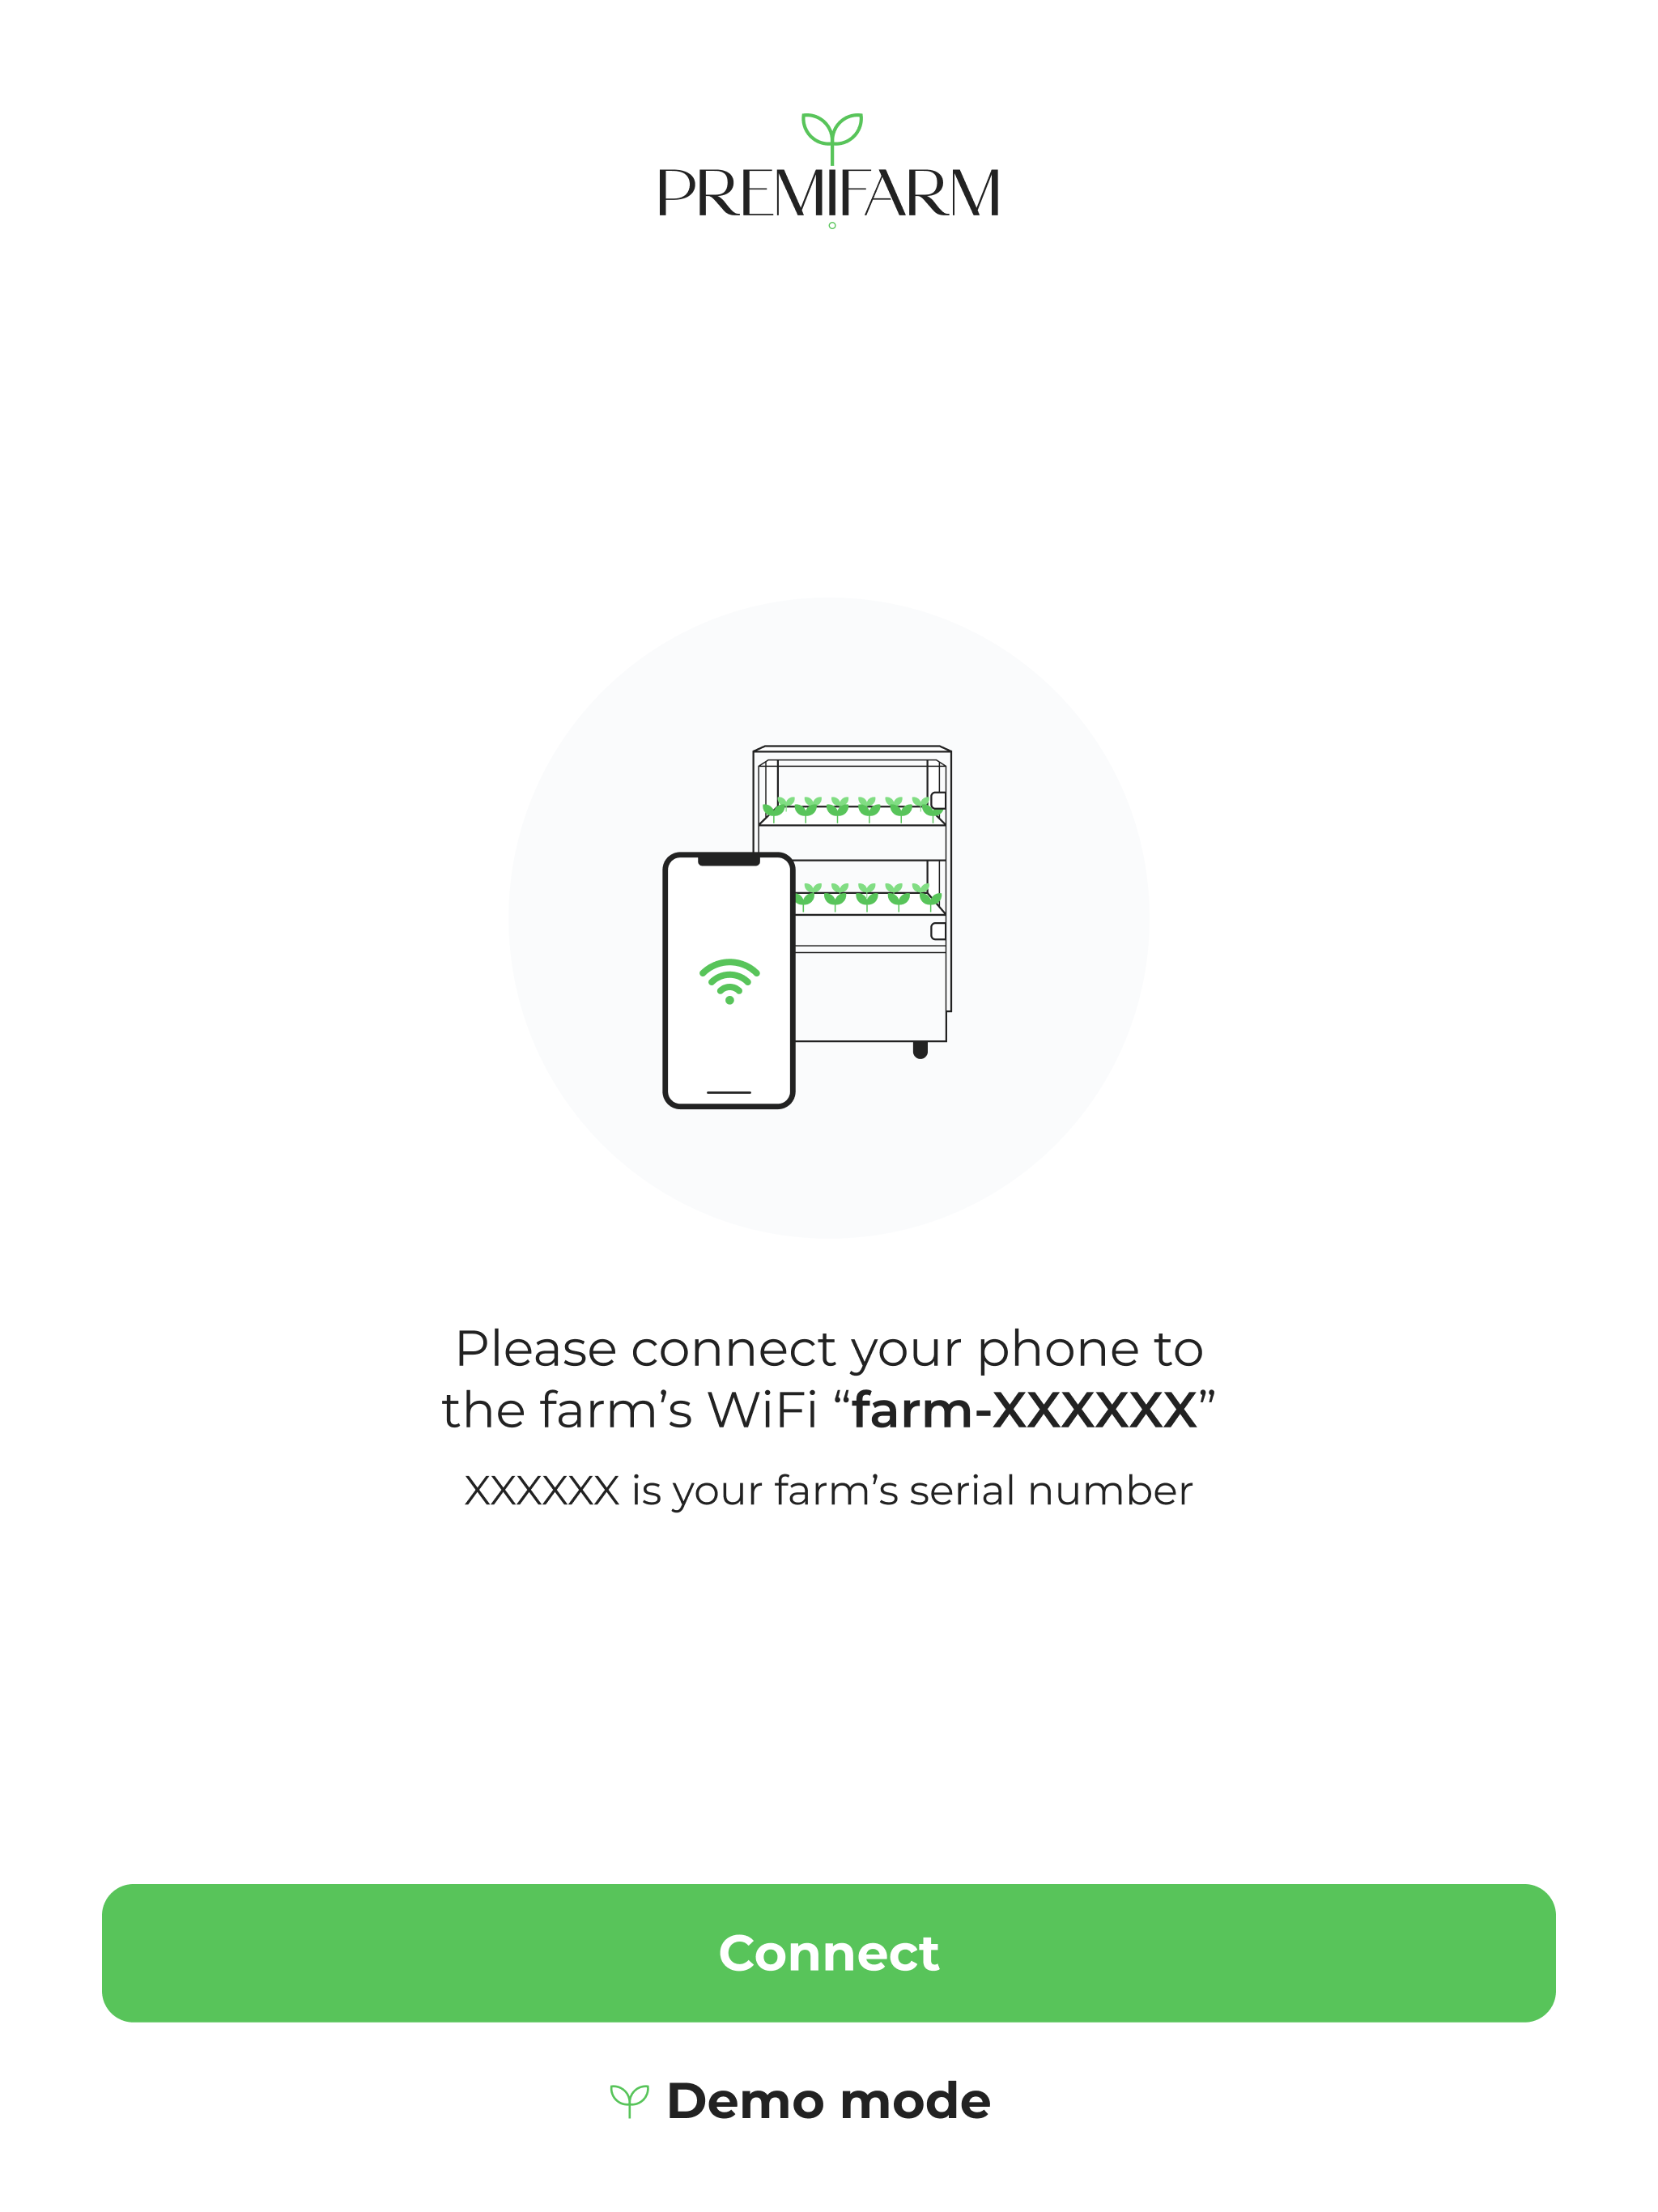 PREMIFARM
Please connect your phone to
the farm’s WiFi “farm-XXXXXX”
XXXXXX is your farm’s serial number
Connect
Demo mode